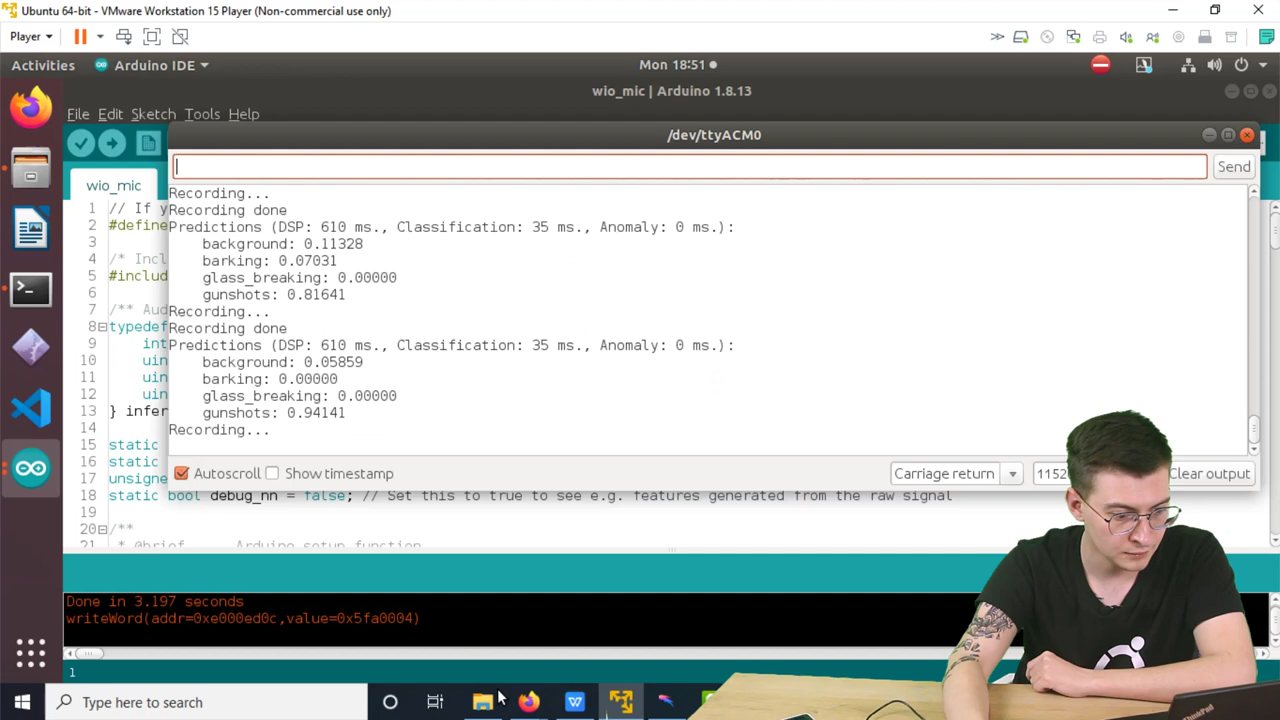 Ubuntu 64-bit - VMware Workstation 15 Player (Non-commercial use only)
Player
Activities
Arduino IDE
Mon 18:51
wio_mic | Arduino 1.8.13
File Edit Sketch Tools Help
/dev/ttyACM0
Send
wio_mic
Recording...
Recording done
Predictions (DSP: 610 ms., Classification: 35 ms., Anomaly: 0 ms.):
background: 0.11328
barking: 0.07031
glass_breaking: 0.00000
gunshots: 0.81641
Recording...
Recording done
Predictions (DSP: 610 ms., Classification: 35 ms., Anomaly: 0 ms.):
background: 0.05859
barking: 0.00000
glass_breaking: 0.00000
gunshots: 0.94141
Recording...
1 // If y
2 #define
3
4 /* Incl
5 #includ
6
7 /** Aud
8 typedef
9 int
10 uin
11 uin
12 uin
13 } infer
14
15 static
16 static
17 unsigne
18 static bool debug_nn = false; // Set this to true to see e.g. features generated from the raw signal
19
20 /**
21 * @brief Arduino setup function
Autoscroll
Show timestamp
Carriage return
1152
Clear output
Done in 3.197 seconds
writeWord(addr=0xe000ed0c,value=0x5fa0004)
1
Type here to search
ThinkPad